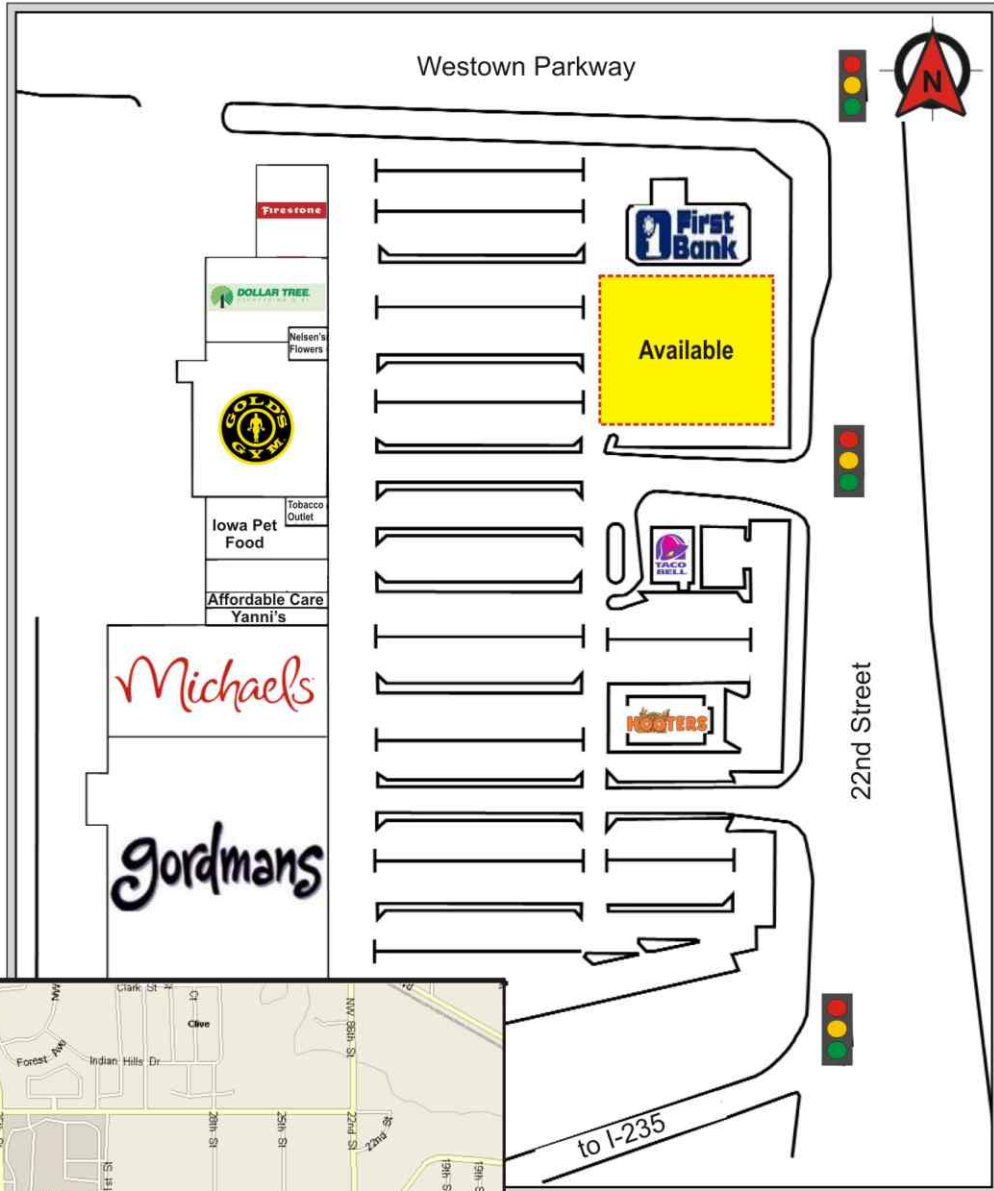 Westown Parkway
N
Firestone
First
Bank
DOLLAR TREE
Nelsen's
Flowers
Available
GOLD'S
GYM
Tobacco
Outlet
Iowa Pet
Food
TACO
BELL
Affordable Care
Yanni's
Michaels
HOOTERS
22nd Street
gordmans
Clark St
Ct
NW 86th St
Clive
Forest Ave
Indian Hills Dr
28th St
25th St
22nd St
22nd St
19th S
19th S
to I-235